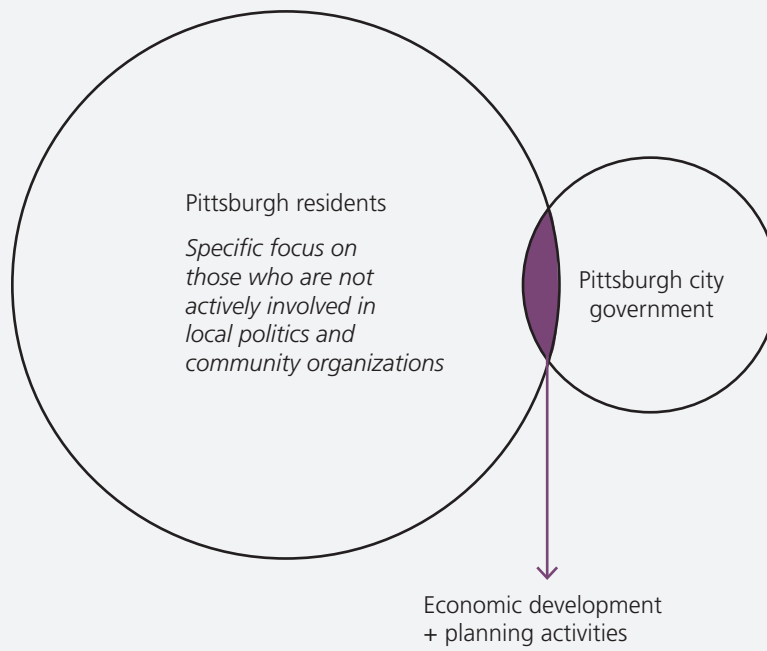 Pittsburgh residents
Specific focus on
those who are not
actively involved in
local politics and
community organizations
Pittsburgh city
government
Economic development
+ planning activities